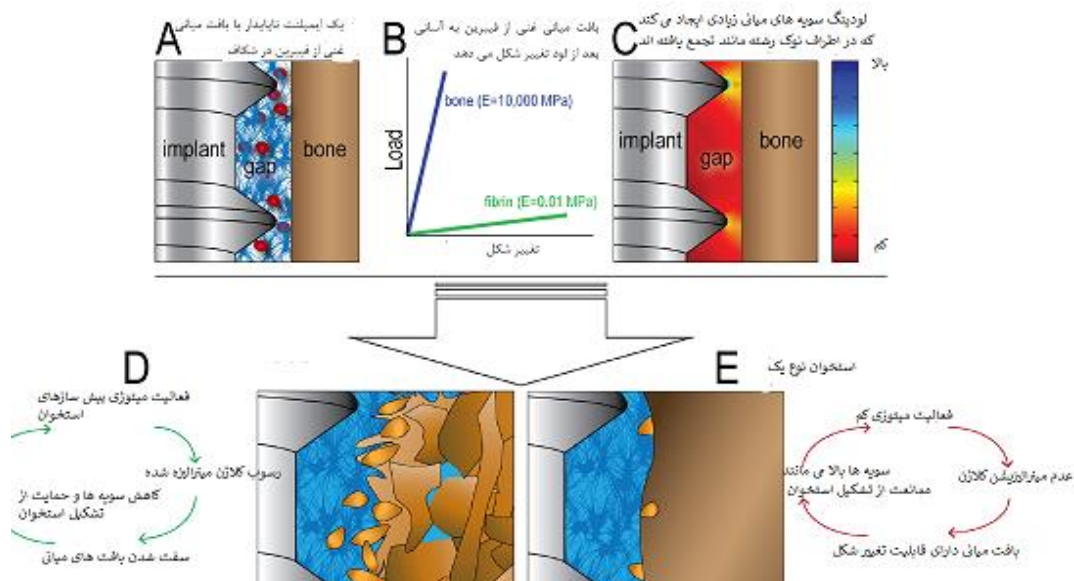 A
یک ایمپلنت ناپایدار با بافت میانی
غنی از فیبرین در شکاف
implant
gap
bone
B
بافت میانی غنی از فیبرین به آسانی
بعد از لود تغییر شکل می دهد
Load
bone (E=10,000 MPa)
fibrin (E=0.01 MPa)
تغییر شکل
C
لودینگ سویه های میانی زیادی ایجاد می کند
که در اطراف نوک رشته مانند تجمع یافته اند
implant
gap
bone
بالا
کم
D
فعالیت میتوزی پیش سازهای
استخوان
رسوب کلاژن مینرالیزه شده
کاهش سویه ها و حمایت از
تشکیل استخوان
سفت شدن بافت های میانی
E
استخوان نوع یک
فعالیت میتوزی کم
عدم مینرالیزیشن کلاژن
سویه ها بالا می مانند
ممانعت از تشکیل استخوان
بافت میانی دارای قابلیت تغییر شکل